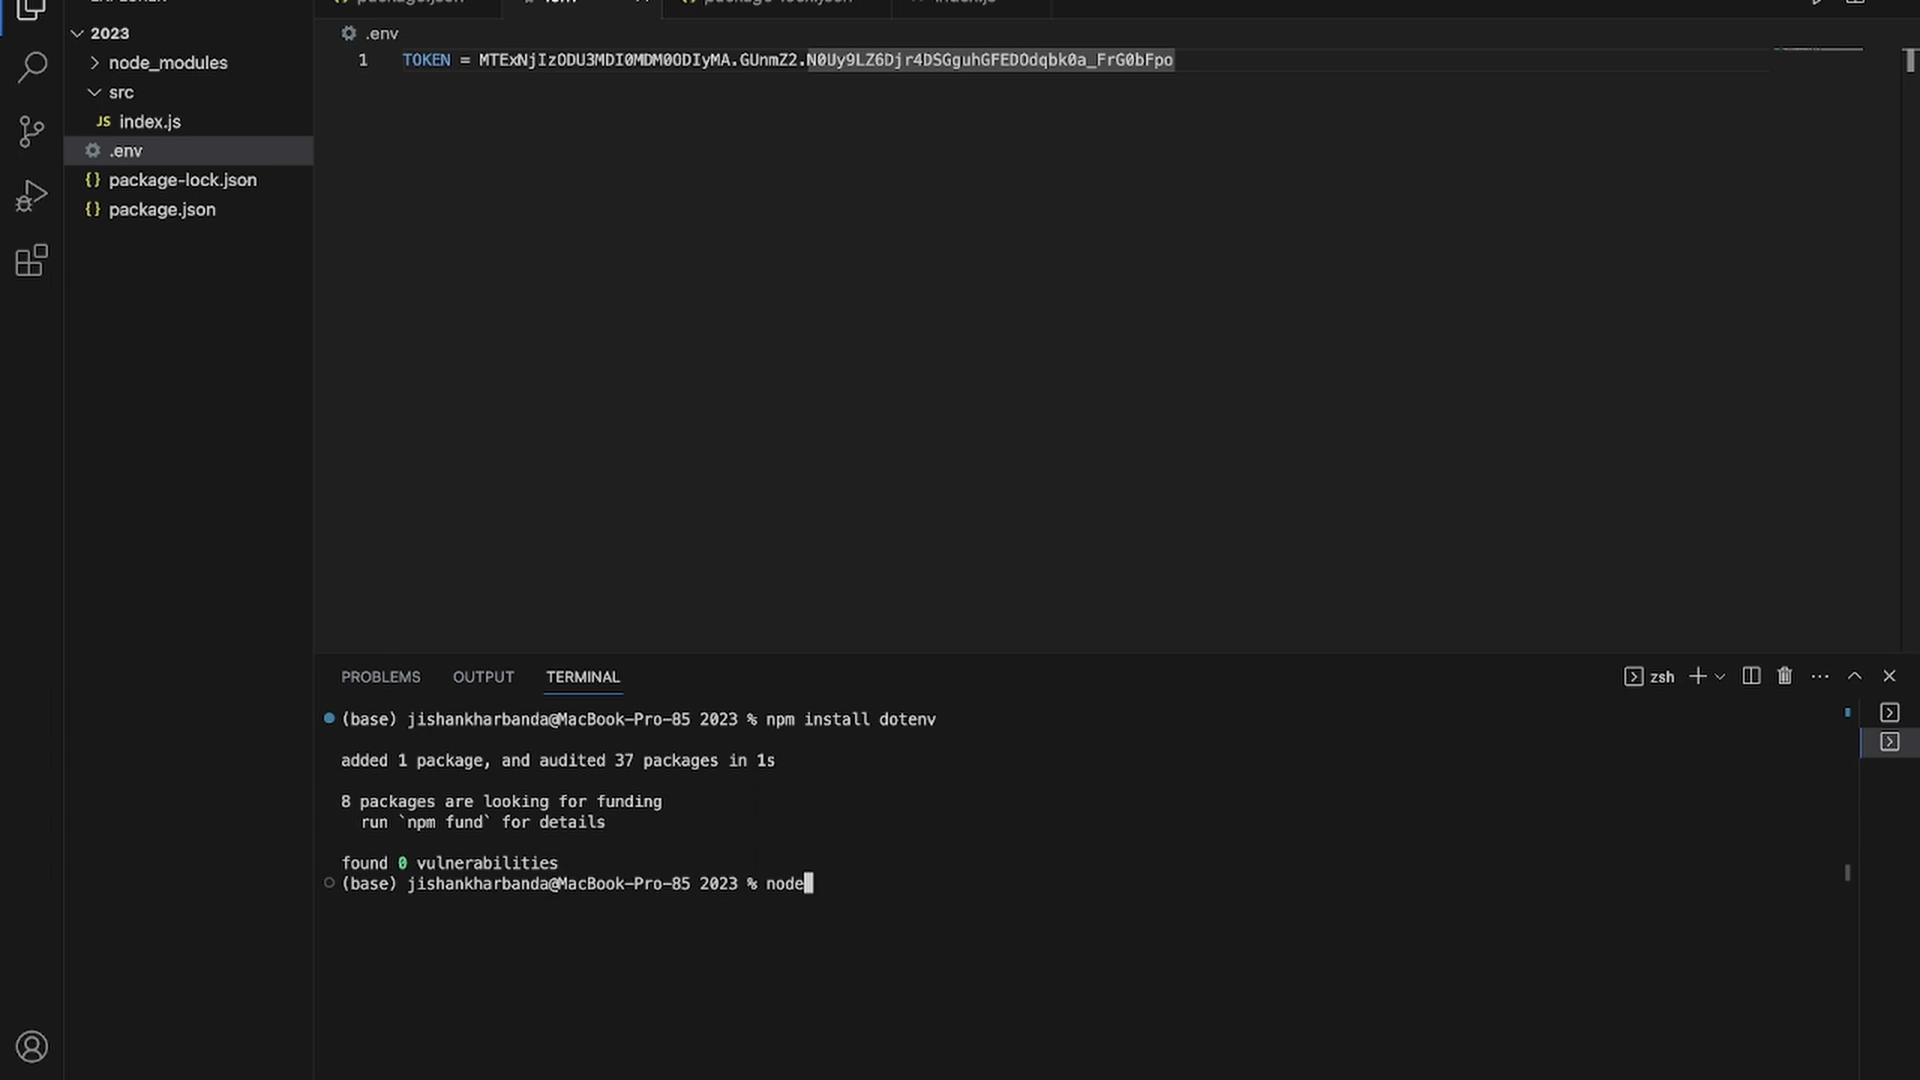 2023
node_modules
src
JS index.js
.env
{} package-lock.json
{} package.json
.env
1 TOKEN = MTExNjIzODU3MDI0MDM0ODIyMA.GUnmZ2.N0Uy9LZ6Djr4DSGguhGFEDOdqbk0a_FrG0bFpo
PROBLEMS OUTPUT TERMINAL
zsh
(base) jishankharbanda@MacBook-Pro-85 2023 % npm install dotenv
added 1 package, and audited 37 packages in 1s
8 packages are looking for funding
run `npm fund` for details
found 0 vulnerabilities
(base) jishankharbanda@MacBook-Pro-85 2023 % node